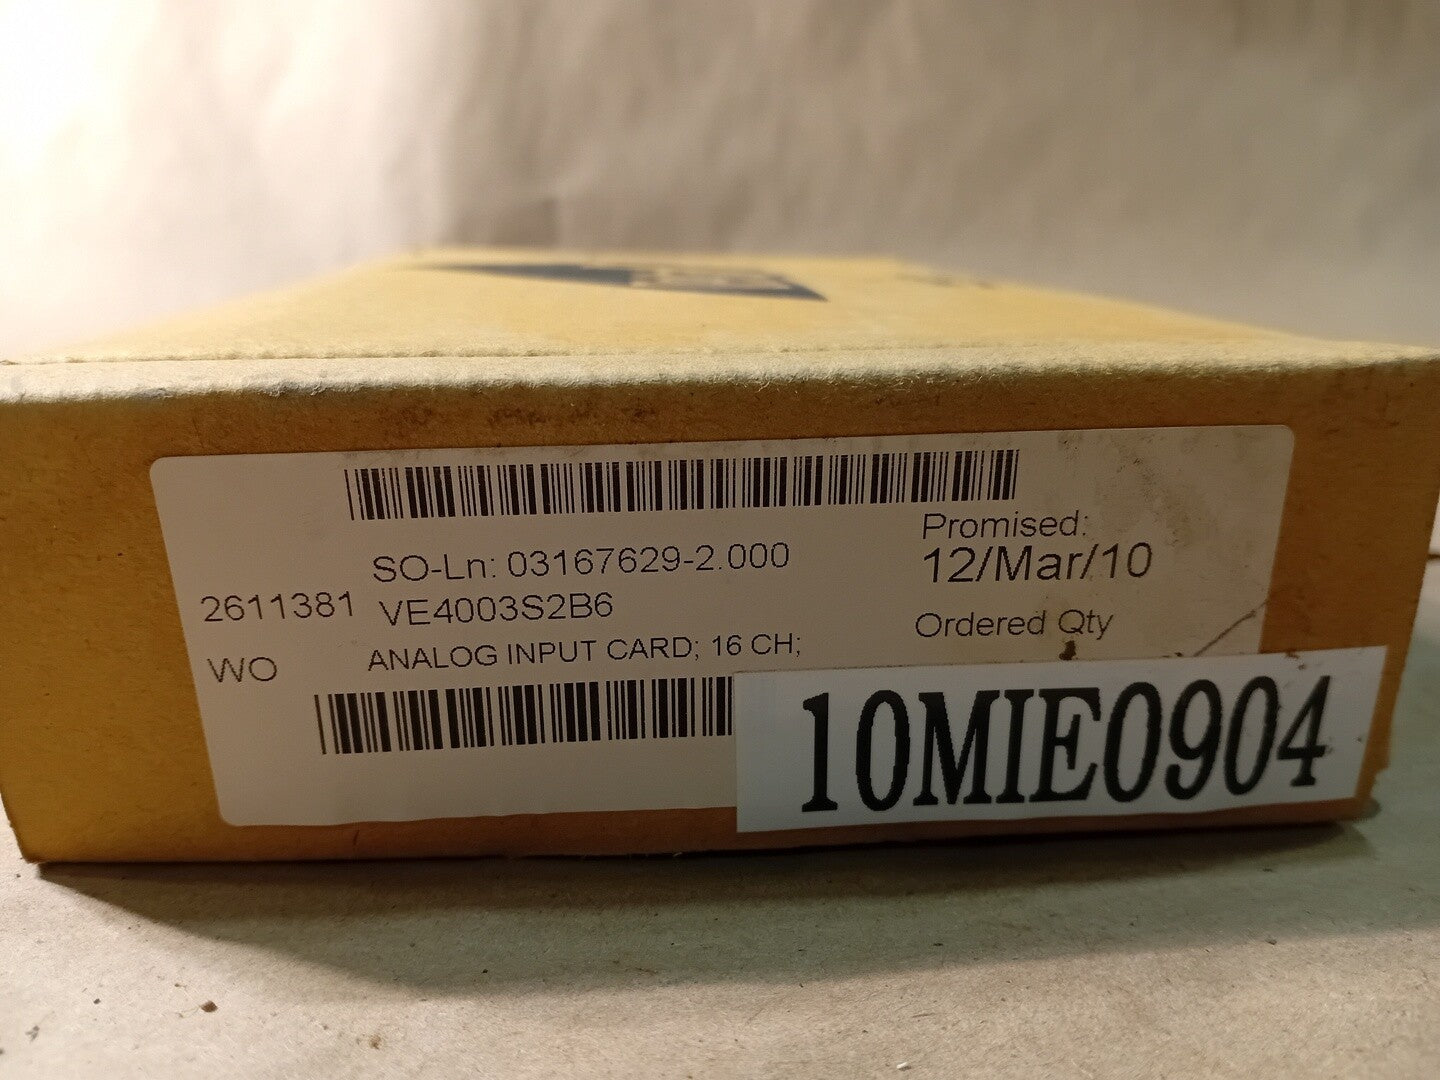 SO-Ln: 03167629-2.000
Promised:
12/Mar/10
2611381 VE4003S2B6
Ordered Qty
WO ANALOG INPUT CARD; 16 CH;
10MIE0904